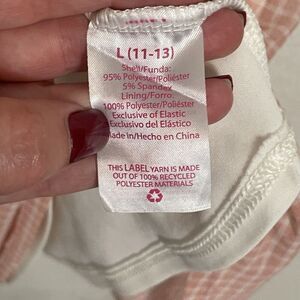 L (11-13)
Shell/Funda:
95% Polyester/Poliéster
5% Spandex
Lining/Forro:
100% Polyester/Poliéster
Exclusive of Elastic
Exclusivo del Elástico
Made in/Hecho en China
THIS LABEL YARN IS MADE
OUT OF 100% RECYCLED
POLYESTER MATERIALS